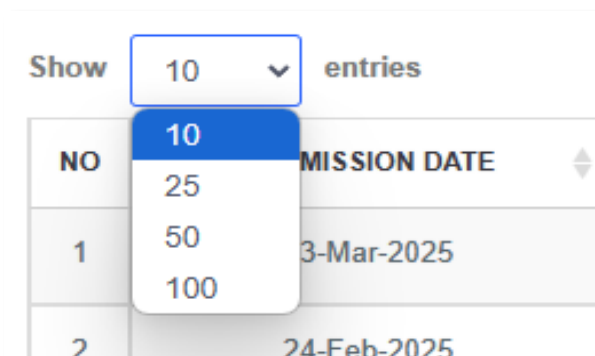 Show 10 entries
10
NO MISSION DATE
25
50
1 3-Mar-2025
100
2 24-Feb-2025